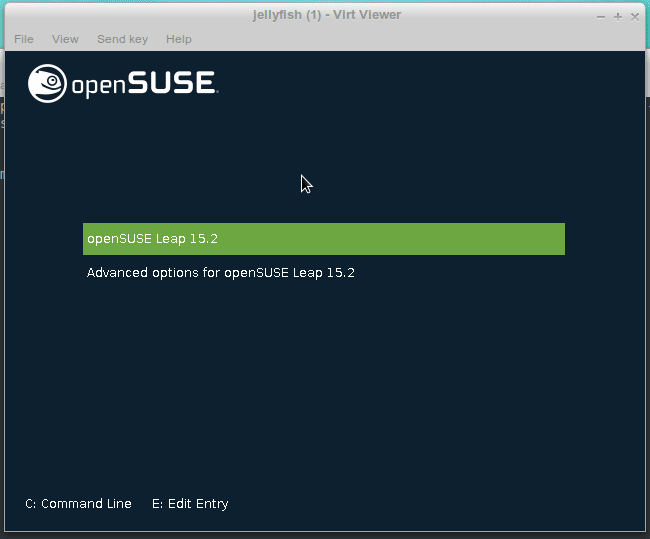 jellyfish (1) - Virt Viewer
File View Send key Help
openSUSE
openSUSE Leap 15.2
Advanced options for openSUSE Leap 15.2
C: Command Line E: Edit Entry